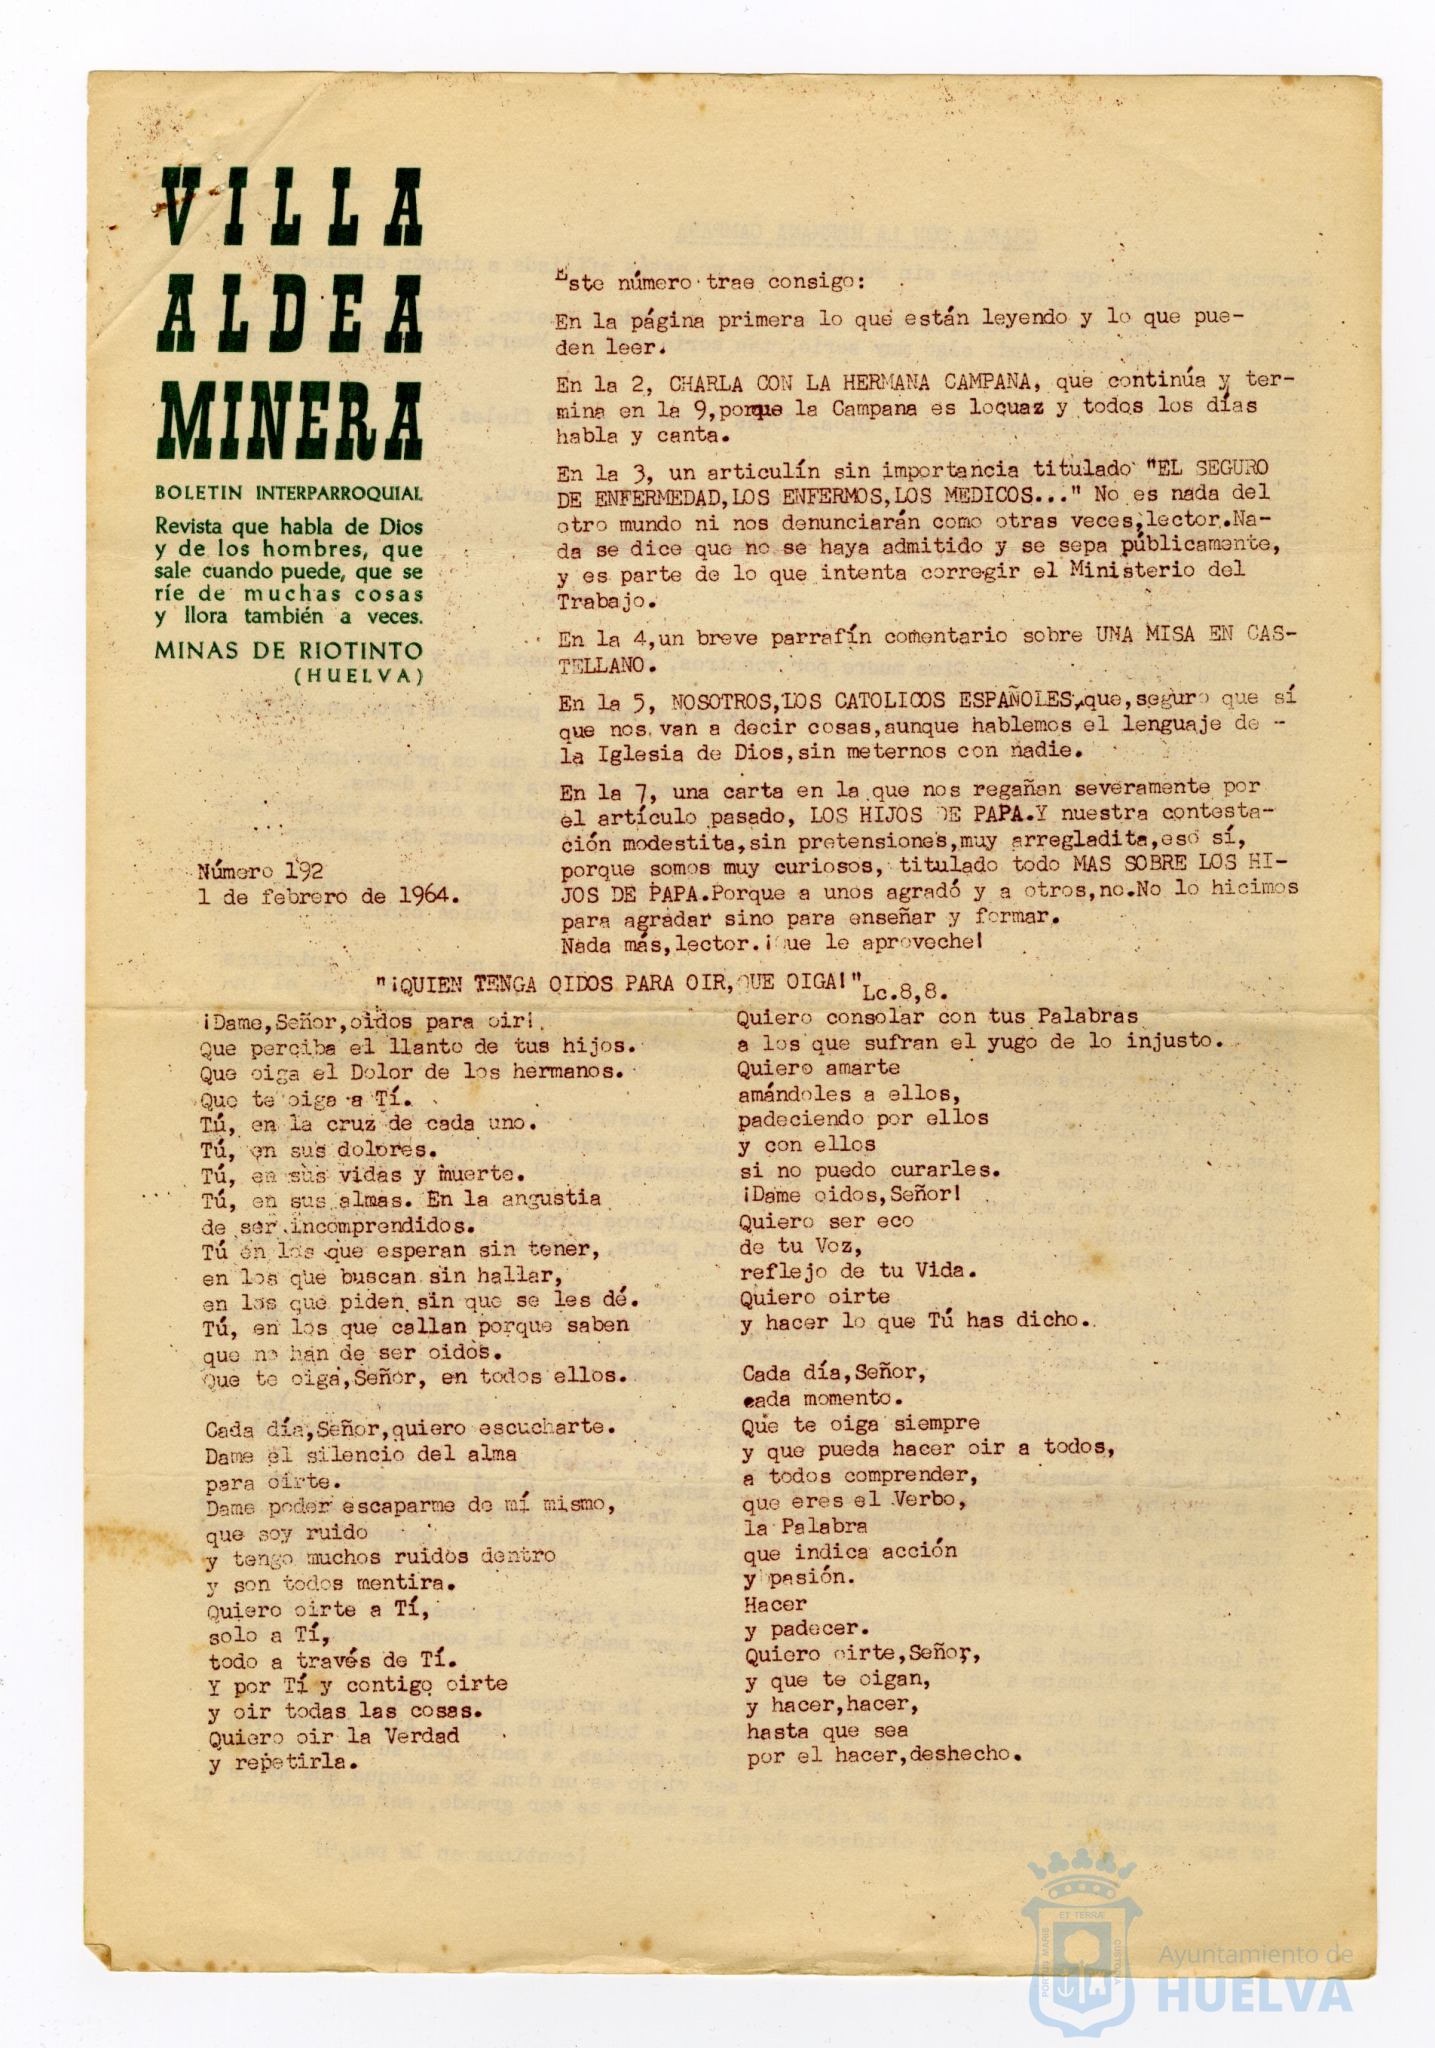 VILLA
ALDEA
MINERA
BOLETIN INTERPARROQUIAL
Revista que habla de Dios
y de los hombres, que
sale cuando puede, que se
ríe de muchas cosas
y llora también a veces.
MINAS DE RIOTINTO
(HUELVA)
Número 192
1 de febrero de 1964.
Este número trae consigo:
En la página primera lo que están leyendo y lo que pue-
den leer.
En la 2, CHARLA CON LA HERMANA CAMPANA, que continúa y ter-
mina en la 9,porque la Campana es locuaz y todos los días
habla y canta.
En la 3, un articulín sin importancia titulado "EL SEGURO
DE ENFERMEDAD,LOS ENFERMOS,LOS MEDICOS..." No es nada del
otro mundo ni nos denunciarán como otras veces,lector.Na-
da se dice que no se haya admitido y se sepa públicamente,
y es parte de lo que intenta corregir el Ministerio del
Trabajo.
En la 4,un breve parrafín comentario sobre UNA MISA EN CAS-
TELLANO.
En la 5, NOSOTROS,LOS CATOLICOS ESPAÑOLES,que,seguro que sí
que nos van a decir cosas,aunque hablemos el lenguaje de -
la Iglesia de Dios,sin meternos con nadie.
En la 7, una carta en la que nos regañan severamente por
el artículo pasado, LOS HIJOS DE PAPA.Y nuestra contesta-
ción modestita,sin pretensiones,muy arregladita,eso sí,
porque somos muy curiosos, titulado todo MAS SOBRE LOS HI-
JOS DE PAPA.Porque a unos agradó y a otros,no.No lo hicimos
para agradar sino para enseñar y formar.
Nada más,lector.¡Que le aproveche!
"¡QUIEN TENGA OIDOS PARA OIR,QUE OIGA!" Lc.8,8.
¡Dame,Señor,oidos para oir!.
Que perciba el llanto de tus hijos.
Que oiga el Dolor de los hermanos.
Que te oiga a Tí.
Tú, en la cruz de cada uno.
Tú, en sus dolores.
Tú, en sus vidas y muerte.
Tú, en sus almas. En la angustia
de ser incomprendidos.
Tú en los que esperan sin tener,
en los que buscan sin hallar,
en los que piden sin que se les dé.
Tú, en los que callan porque saben
que no han de ser oidos.
Que te oiga,Señor, en todos ellos.
Cada día,Señor,quiero escucharte.
Dame el silencio del alma
para oirte.
Dame poder escaparme de mí mismo,
que soy ruido
y tengo muchos ruidos dentro
y son todos mentira.
Quiero oirte a Tí,
solo a Tí,
todo a través de Tí.
Y por Tí y contigo oirte
y oir todas las cosas.
Quiero oir la Verdad
y repetirla.
Quiero consolar con tus Palabras
a los que sufran el yugo de lo injusto.
Quiero amarte
amándoles a ellos,
padeciendo por ellos
y con ellos
si no puedo curarles.
¡Dame oidos,Señor!
Quiero ser eco
de tu Voz,
reflejo de tu Vida.
Quiero oirte
y hacer lo que Tú has dicho.
Cada día,Señor,
cada momento.
Que te oiga siempre
y que pueda hacer oir a todos,
a todos comprender,
que eres el Verbo,
la Palabra
que indica acción
y pasión.
Hacer
y padecer.
Quiero oirte,Señor,
y que te oigan,
y hacer,hacer,
hasta que sea
por el hacer,deshecho.
PORTUS MARIS ET TERRÆ CUSTODIA
Ayuntamiento de
HUELVA